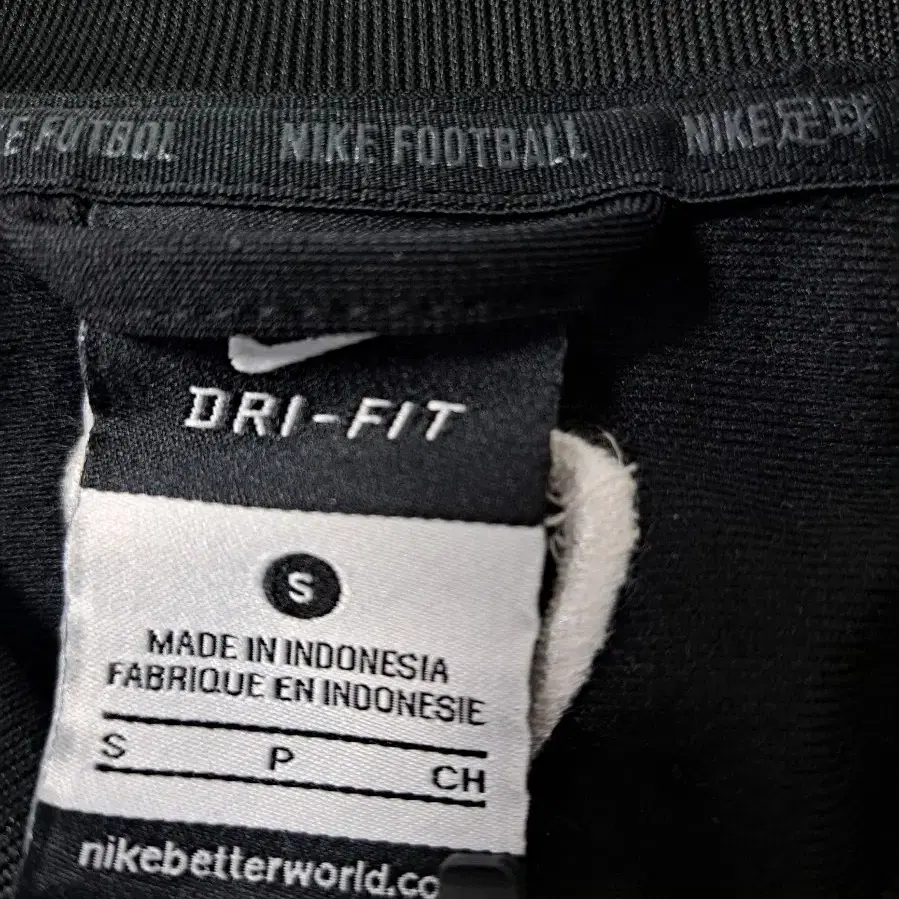 E FUTBOL NIKE FOOTBALL NIKE足球
DRI-FIT
S
MADE IN INDONESIA
FABRIQUE EN INDONESIE
S P CH
nikebetterworld.co